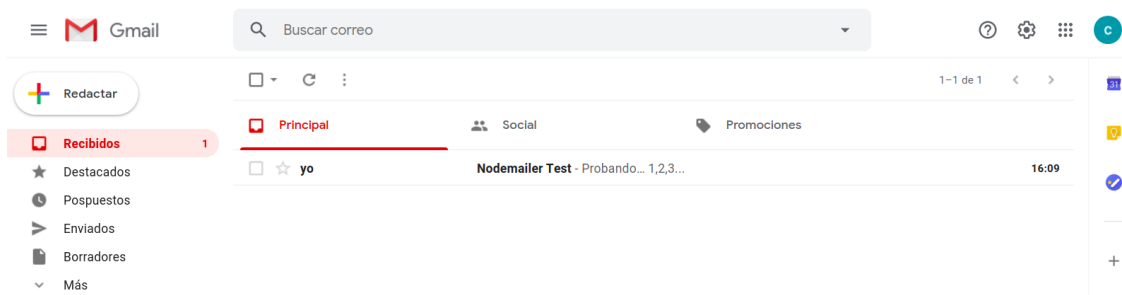 Gmail
Buscar correo
C
Redactar
1–1 de 1
31
Principal
Social
Promociones
Recibidos 1
yo Nodemailer Test - Probando… 1,2,3... 16:09
Destacados
Pospuestos
Enviados
Borradores
Más